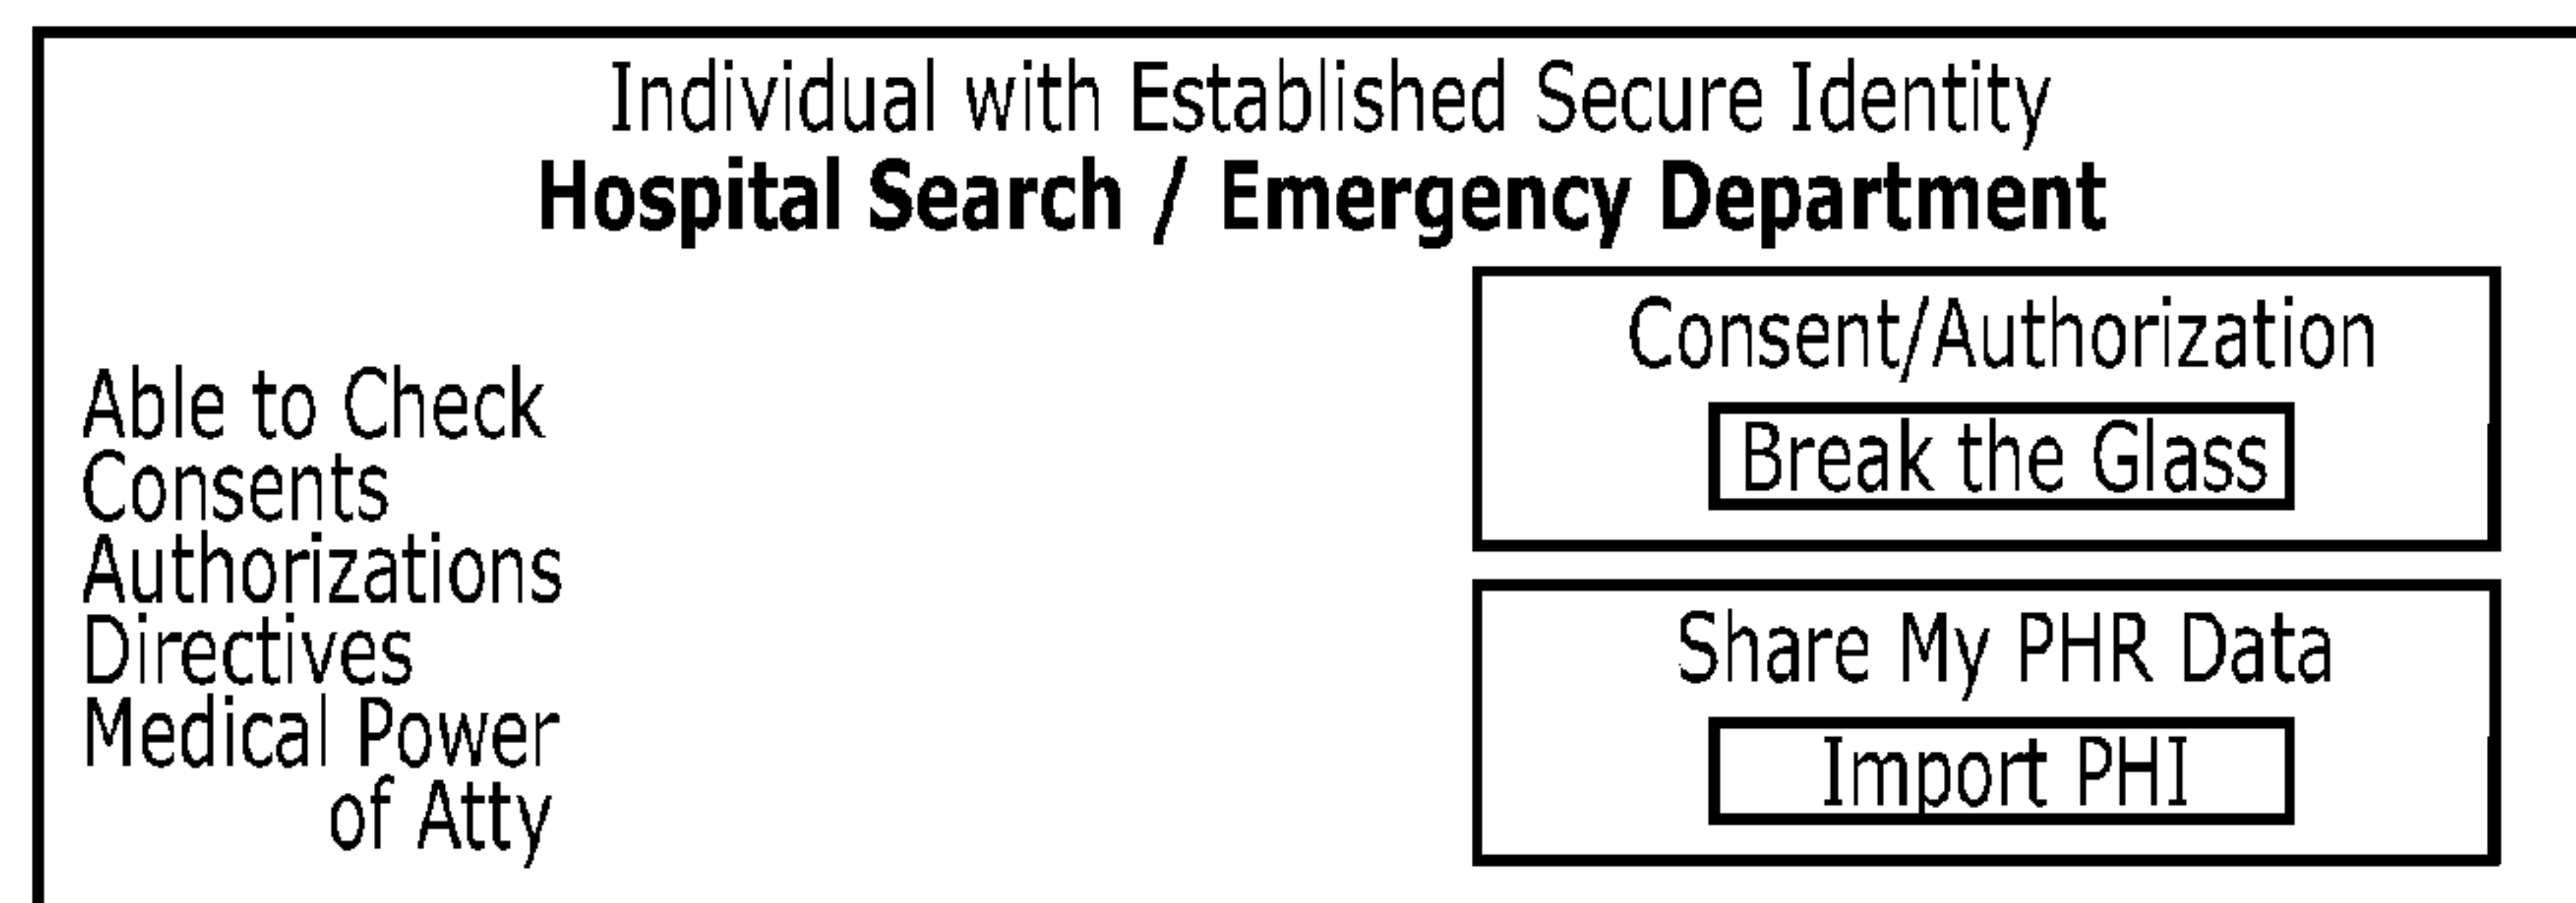 Individual with Established Secure Identity
Hospital Search / Emergency Department
Able to Check
Consents
Authorizations
Directives
Medical Power
of Atty
Consent/Authorization
Break the Glass
Share My PHR Data
Import PHI